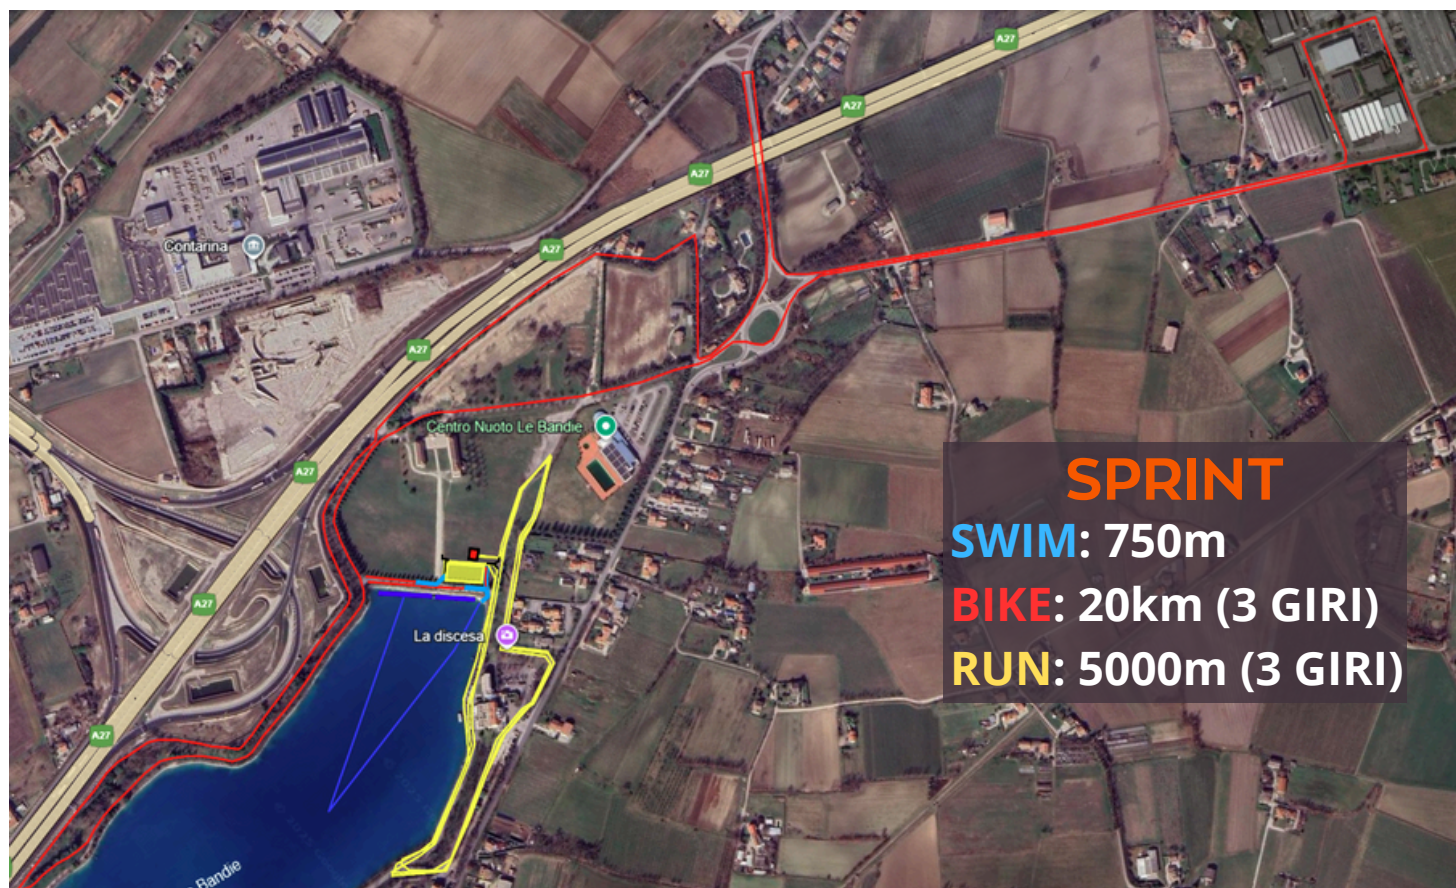 A27
A27
A27
Contarina
A27
A27
Centro Nuoto Le Bandie
A27
SPRINT
SWIM: 750m
BIKE: 20km (3 GIRI)
RUN: 5000m (3 GIRI)
A27
La discesa
A27
Bandie